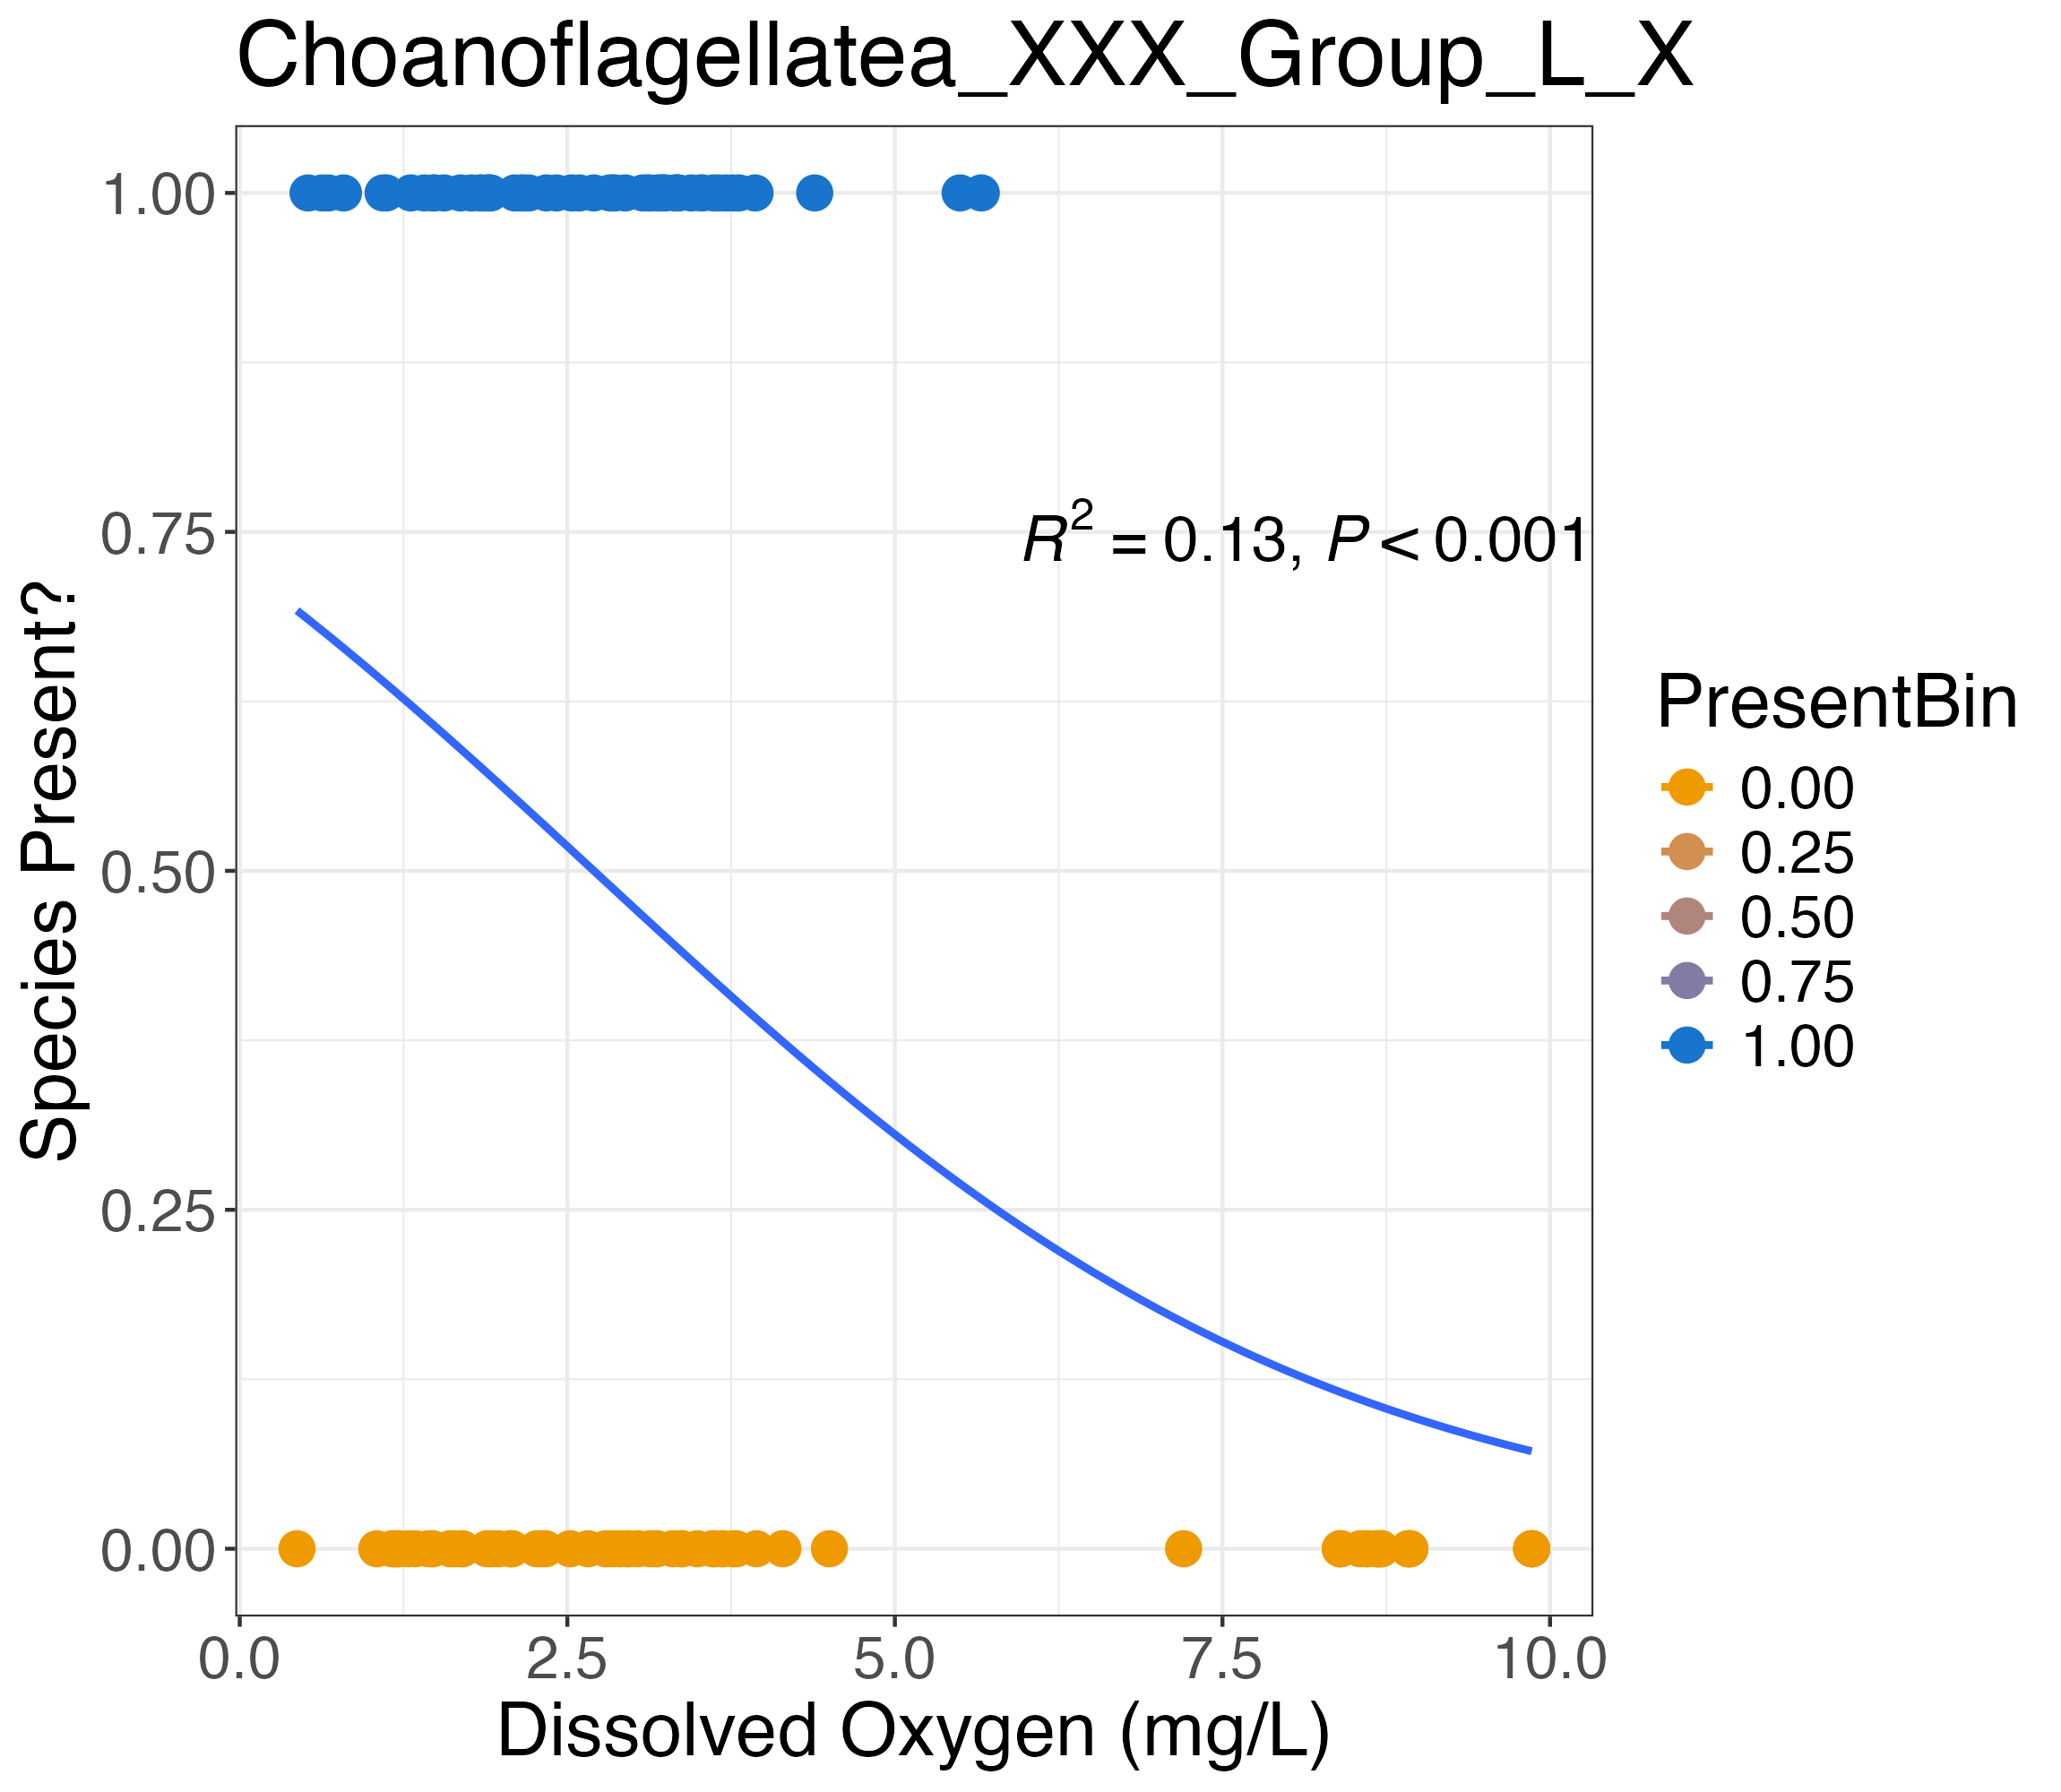 Choanoflagellatea_XXX_Group_L_X
1.00
0.75
0.50
0.25
0.00
Species Present?
R² = 0.13, P < 0.001
0.0 2.5 5.0 7.5 10.0
Dissolved Oxygen (mg/L)
PresentBin
0.00
0.25
0.50
0.75
1.00